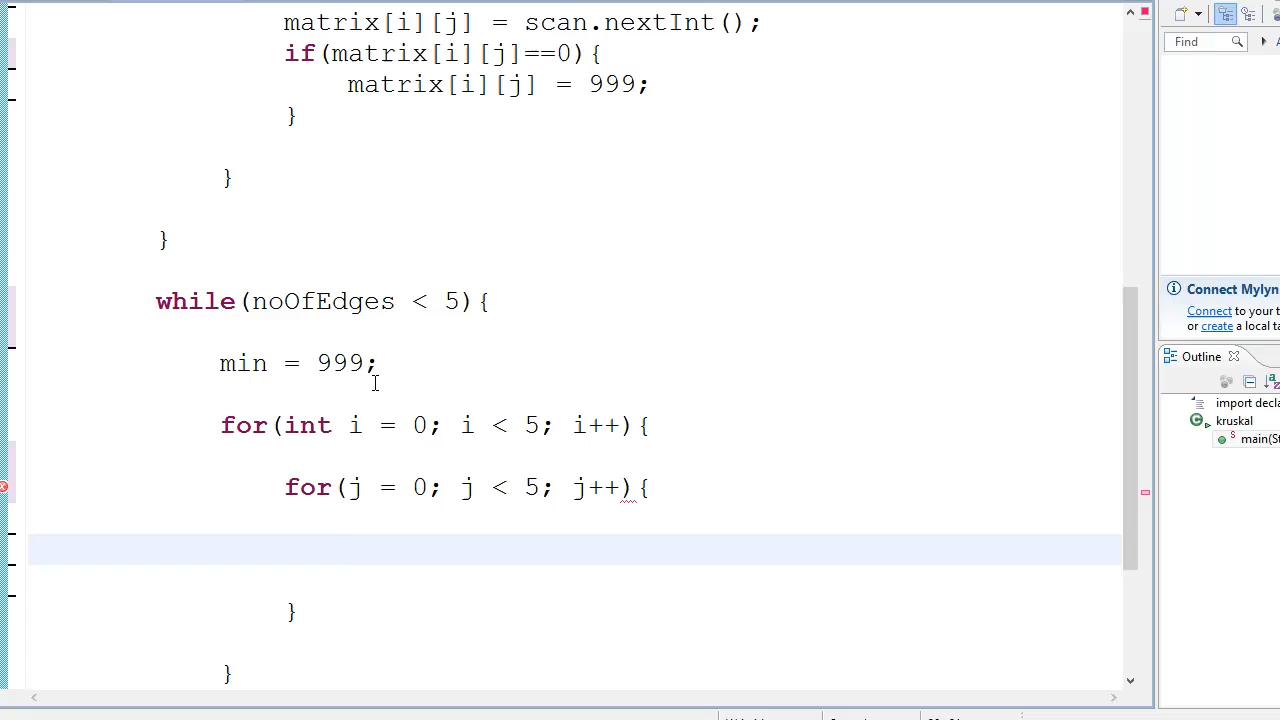 matrix[i][j] = scan.nextInt();
if(matrix[i][j]==0){
matrix[i][j] = 999;
}
}
}
while(noOfEdges < 5){
min = 999;
for(int i = 0; i < 5; i++){
for(j = 0; j < 5; j++){
}
}
Find
Connect Mylyn
Connect to your t
or create a local ta
Outline
import decla
kruskal
main(St